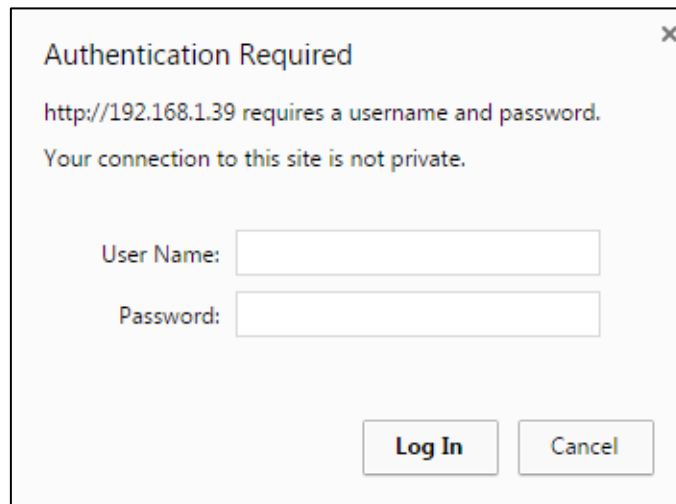 Authentication Required
http://192.168.1.39 requires a username and password.
Your connection to this site is not private.
User Name:
Password:
Log In Cancel